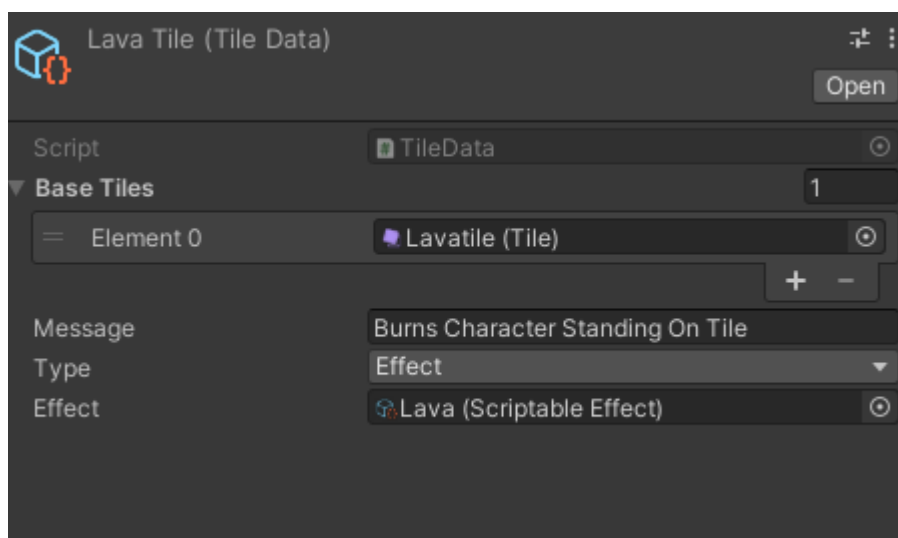 Lava Tile (Tile Data)
Open
Script TileData
Base Tiles 1
Element 0 Lavatile (Tile)
+ −
Message Burns Character Standing On Tile
Type Effect
Effect Lava (Scriptable Effect)